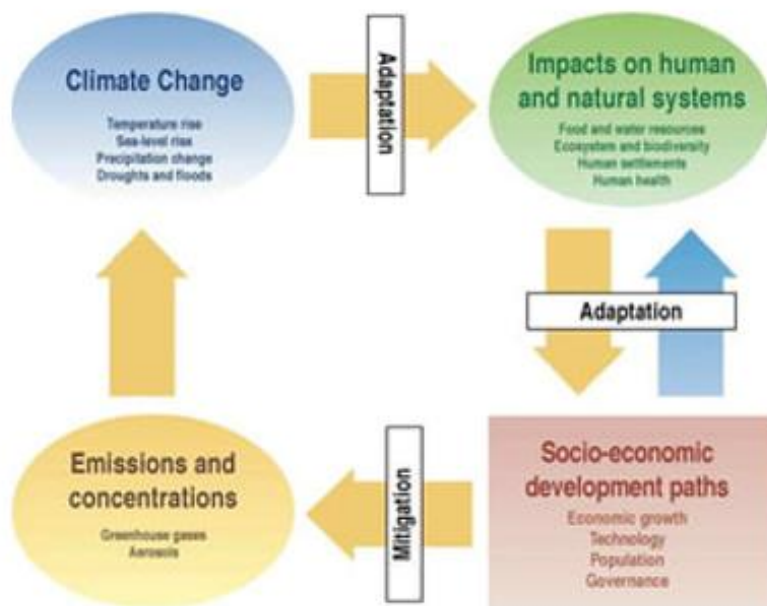 Climate Change
Temperature rise
Sea-level rise
Precipitation change
Droughts and floods
Adaptation
Impacts on human
and natural systems
Food and water resources
Ecosystem and biodiversity
Human settlements
Human health
Adaptation
Socio-economic
development paths
Economic growth
Technology
Population
Governance
Mitigation
Emissions and
concentrations
Greenhouse gases
Aerosols